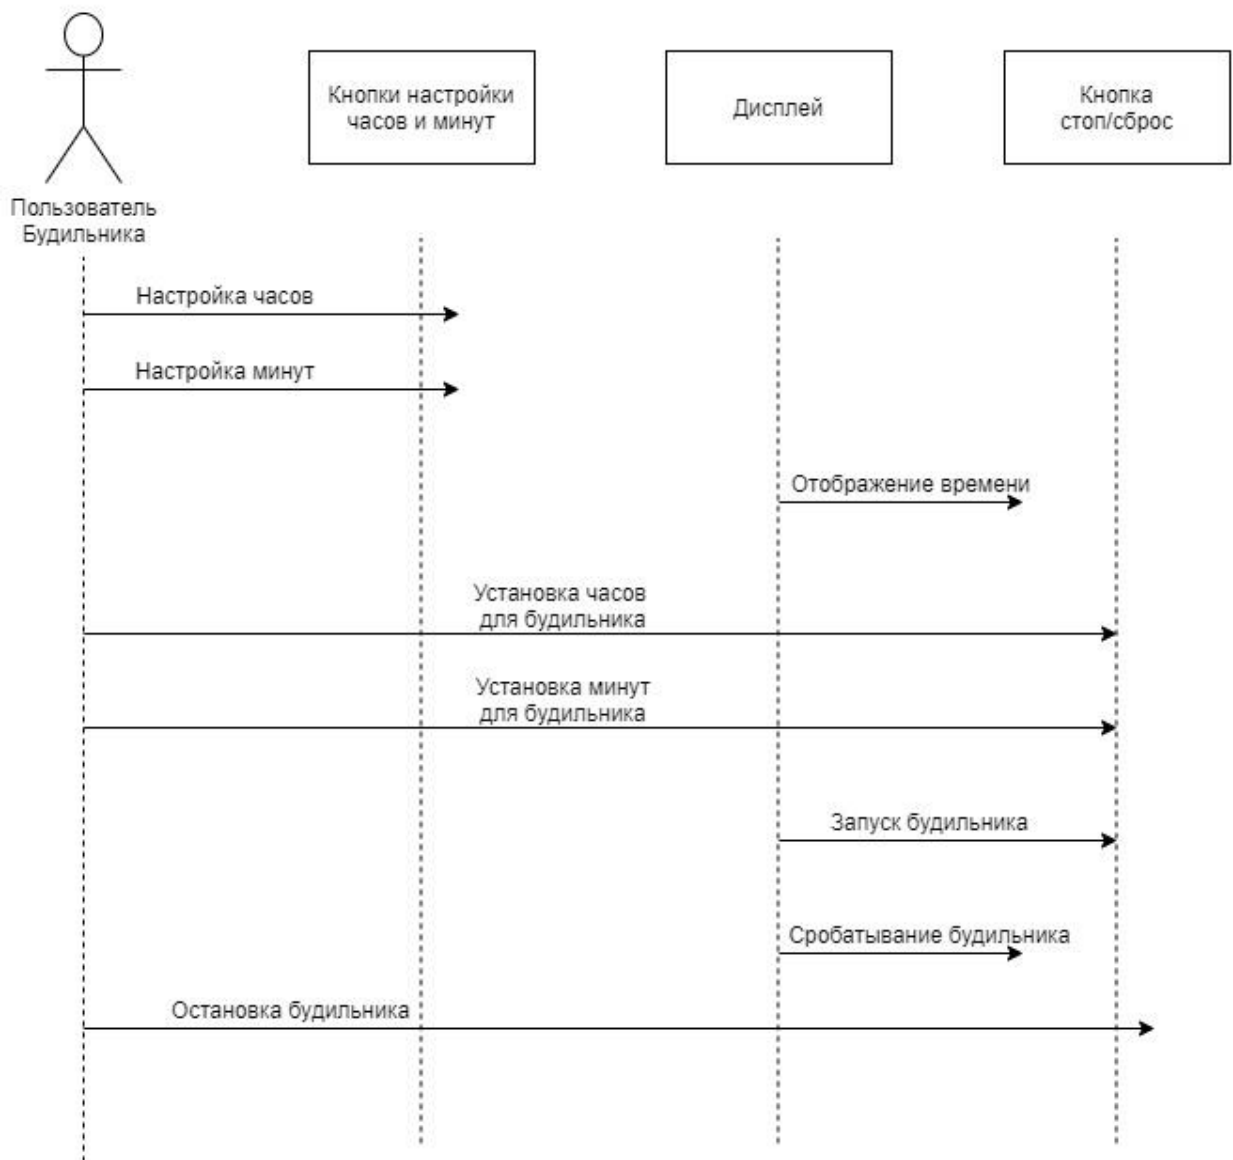 Кнопки настройки
часов и минут
Дисплей
Кнопка
стоп/сброс
Пользователь
Будильника
Настройка часов
Настройка минут
Отображение времени
Установка часов
для будильника
Установка минут
для будильника
Запуск будильника
Сробатывание будильника
Остановка будильника